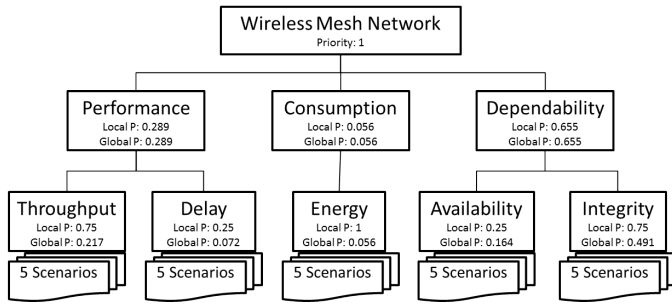 Wireless Mesh Network
Priority: 1
Performance
Local P: 0.289
Global P: 0.289
Consumption
Local P: 0.056
Global P: 0.056
Dependability
Local P: 0.655
Global P: 0.655
Throughput
Local P: 0.75
Global P: 0.217
Delay
Local P: 0.25
Global P: 0.072
Energy
Local P: 1
Global P: 0.056
Availability
Local P: 0.25
Global P: 0.164
Integrity
Local P: 0.75
Global P: 0.491
5 Scenarios
5 Scenarios
5 Scenarios
5 Scenarios
5 Scenarios